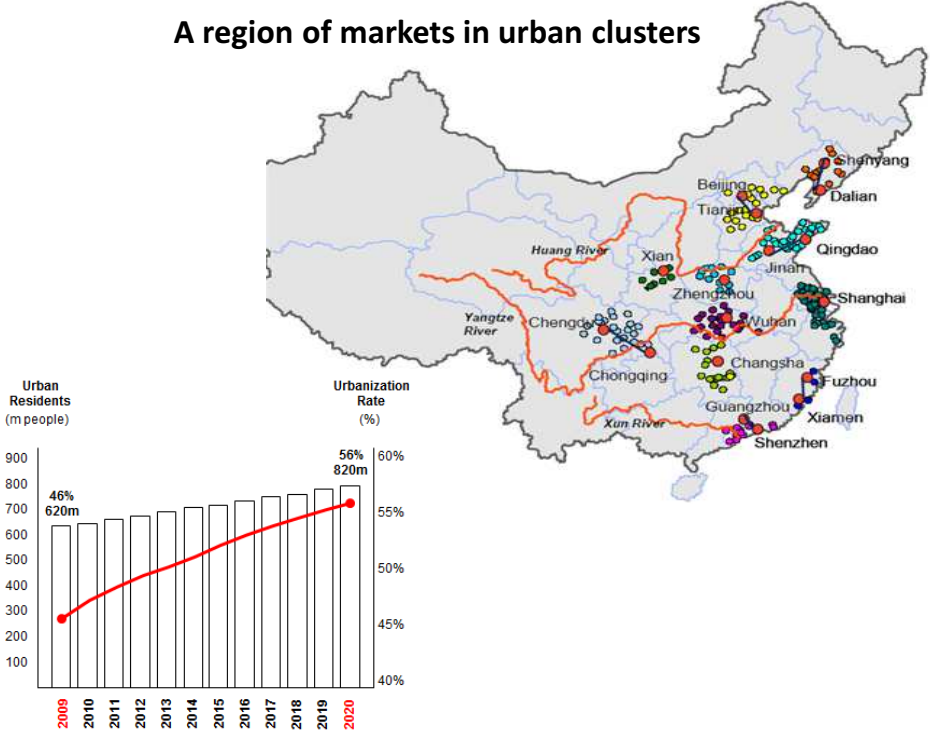 A region of markets in urban clusters
Shenyang
Beijing
Dalian
Tianjin
Qingdao
Huang River
Xian
Jinan
Zhengzhou
Shanghai
Yangtze
River
Chengdu
Wuhan
Changsha
Chongqing
Fuzhou
Guangzhou
Xiamen
Xun River
Shenzhen
Urban
Residents
(m people)
Urbanization
Rate
(%)
900
800
700
600
500
400
300
200
100
46%
620m
56%
820m
60%
55%
50%
45%
40%
2009
2010
2011
2012
2013
2014
2015
2016
2017
2018
2019
2020